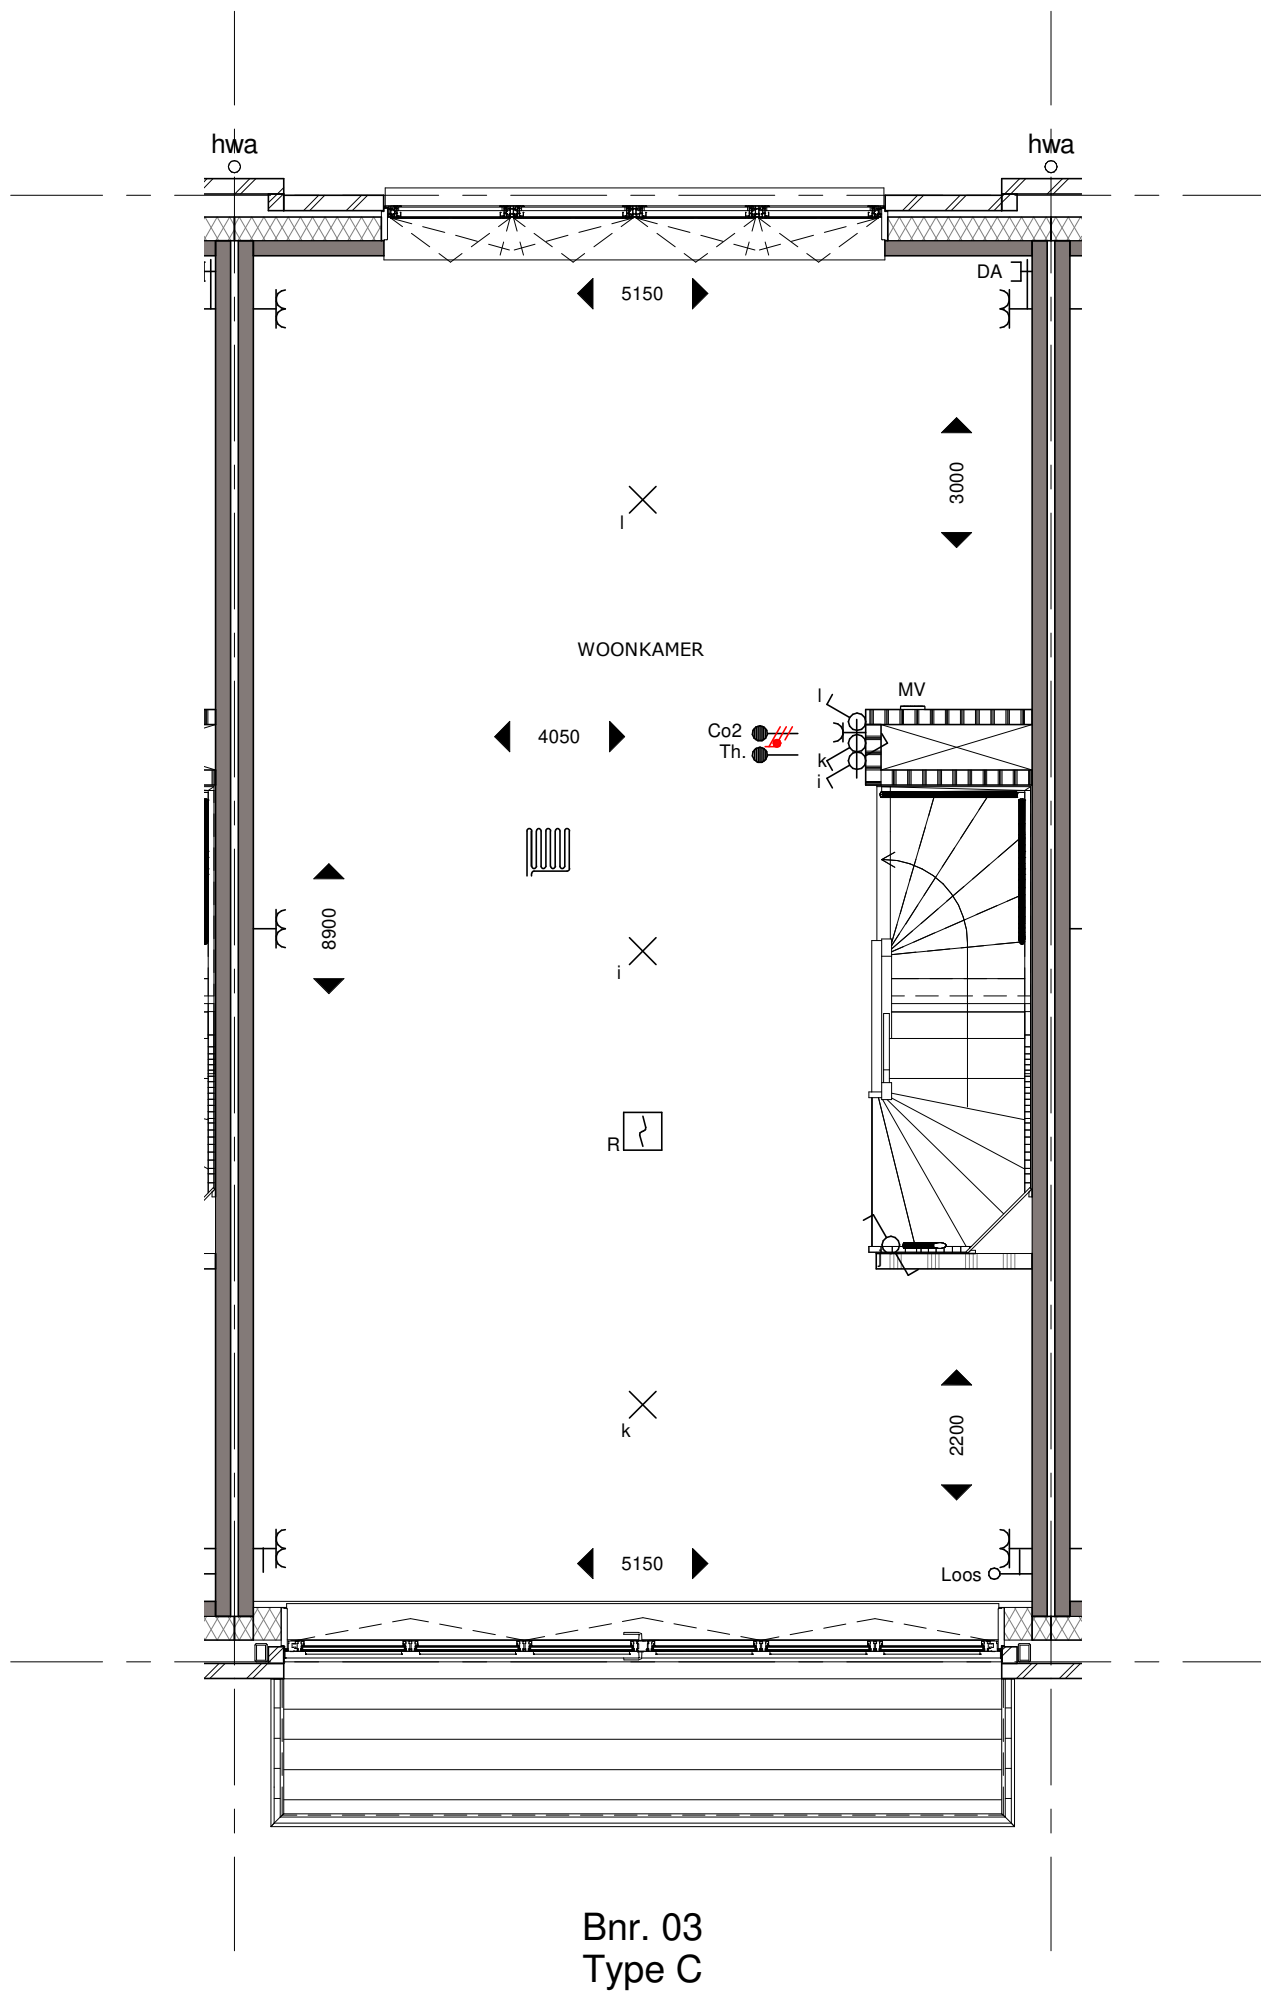 hwa
hwa
DA
5150
3000
l
WOONKAMER
MV
l
Co2
4050
Th.
k
i
8900
i
R
k
2200
5150
Loos
Bnr. 03
Type C